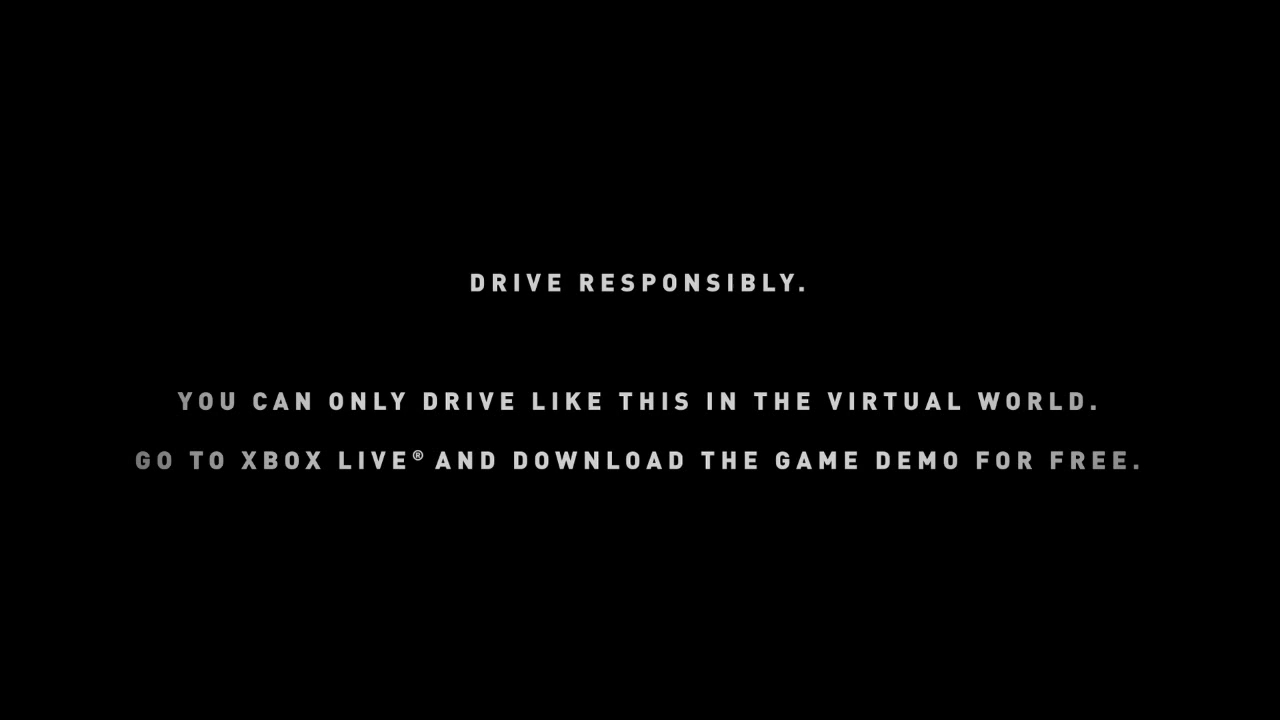 DRIVE RESPONSIBLY.
YOU CAN ONLY DRIVE LIKE THIS IN THE VIRTUAL WORLD.
GO TO XBOX LIVE® AND DOWNLOAD THE GAME DEMO FOR FREE.